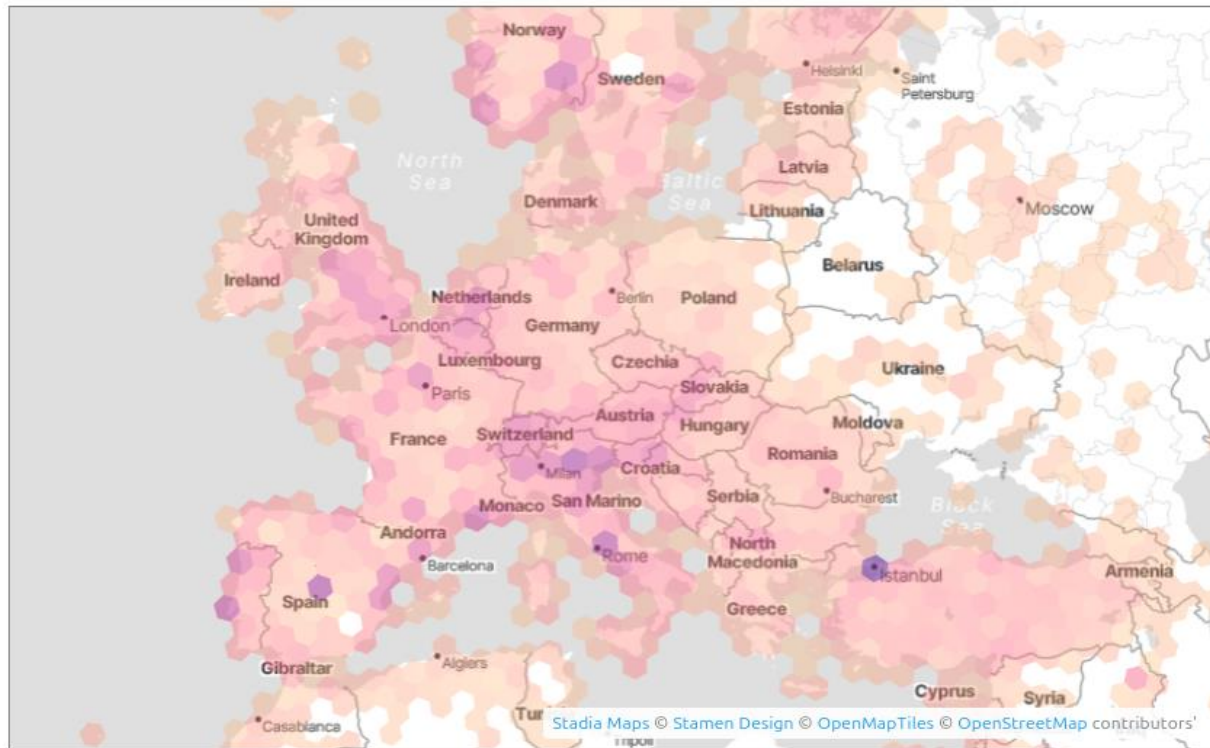 Norway
Sweden
Helsinki
Saint
Petersburg
Estonia
North
Sea
Baltic
Sea
Latvia
Denmark
Lithuania
Moscow
United
Kingdom
Ireland
Belarus
Netherlands
Berlin
Poland
London
Germany
Luxembourg
Czechia
Ukraine
Paris
Slovakia
Austria
Moldova
France
Switzerland
Hungary
Milan
Croatia
Romania
Monaco
San Marino
Serbia
Bucharest
Black
Sea
Andorra
Rome
North
Macedonia
Barcelona
Istanbul
Armenia
Spain
Greece
Gibraltar
Algiers
Cyprus
Syria
Casablanca
Stadia Maps © Stamen Design © OpenMapTiles © OpenStreetMap contributors'